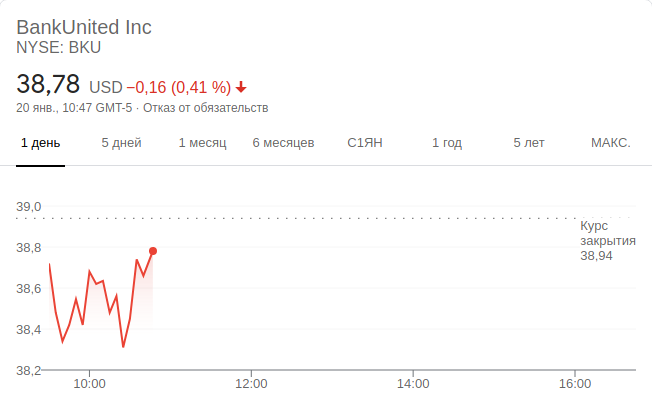 BankUnited Inc
NYSE: BKU
38,78 USD −0,16 (0,41 %)
20 янв., 10:47 GMT-5 · Отказ от обязательств
1 день 5 дней 1 месяц 6 месяцев С1ЯН 1 год 5 лет МАКС.
39,0
Курс
закрытия
38,94
38,8
38,6
38,4
38,2
10:00 12:00 14:00 16:00